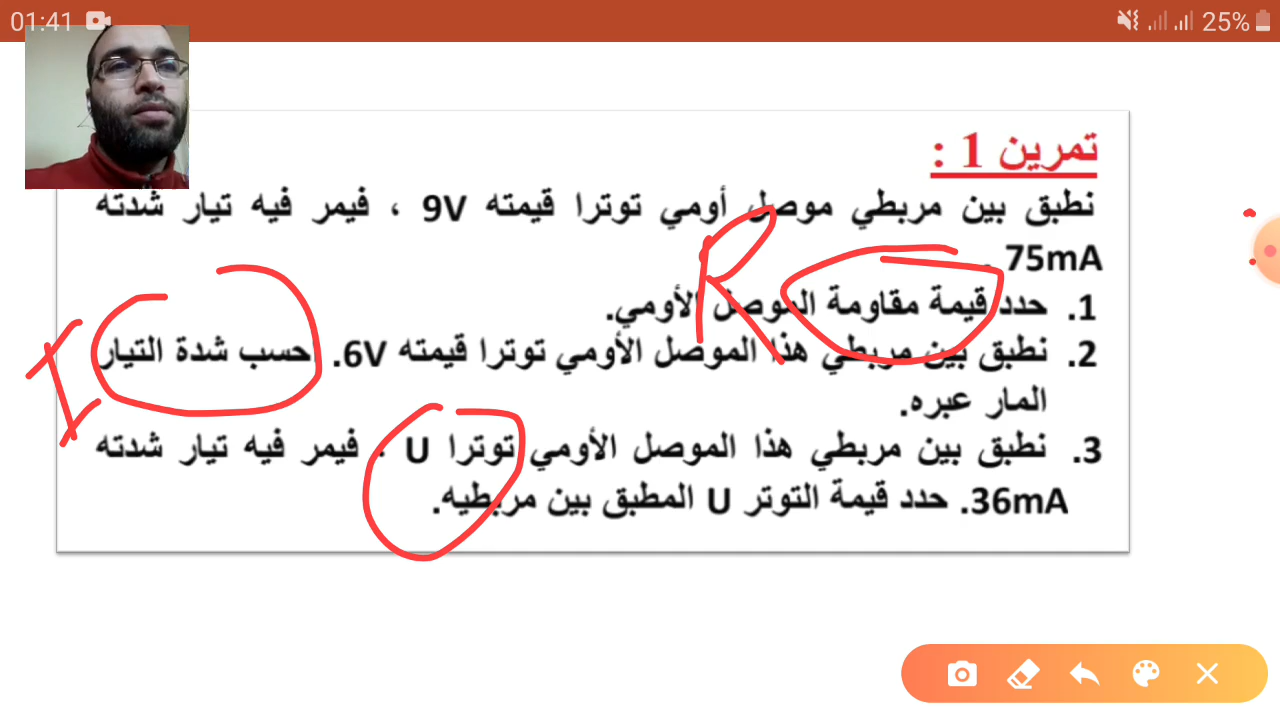 01:41
25%
تمرين 1 :
نطبق بين مربطي موصل أومي توترا قيمته 9V ، فيمر فيه تيار شدته
75mA .
1. حدد قيمة مقاومة الموصل الأومي.
R
2. نطبق بين مربطي هذا الموصل الأومي توترا قيمته 6V. حسب شدة التيار
I
المار عبره.
3. نطبق بين مربطي هذا الموصل الأومي توترا U ، فيمر فيه تيار شدته
36mA. حدد قيمة التوتر U المطبق بين مربطيه.